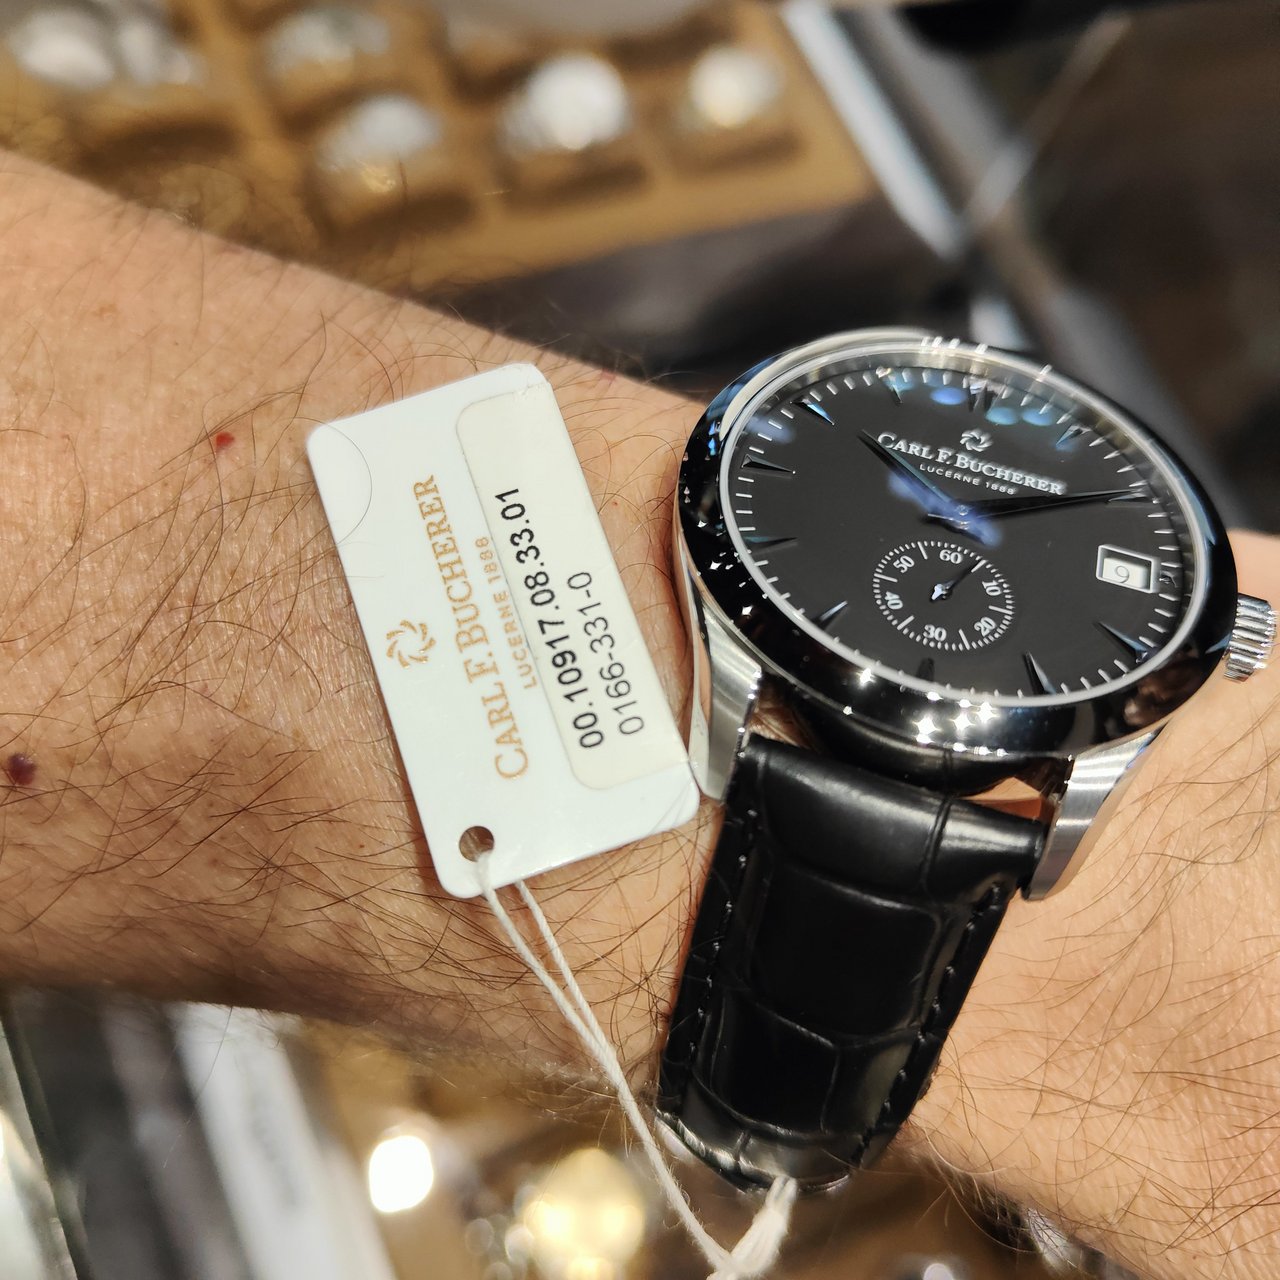 CARL F. BUCHERER
LUCERNE 1888
00.10917.08.33.01
0166-331-0
CARL F. BUCHERER
LUCERNE 1888
9
60
10
20
30
40
50